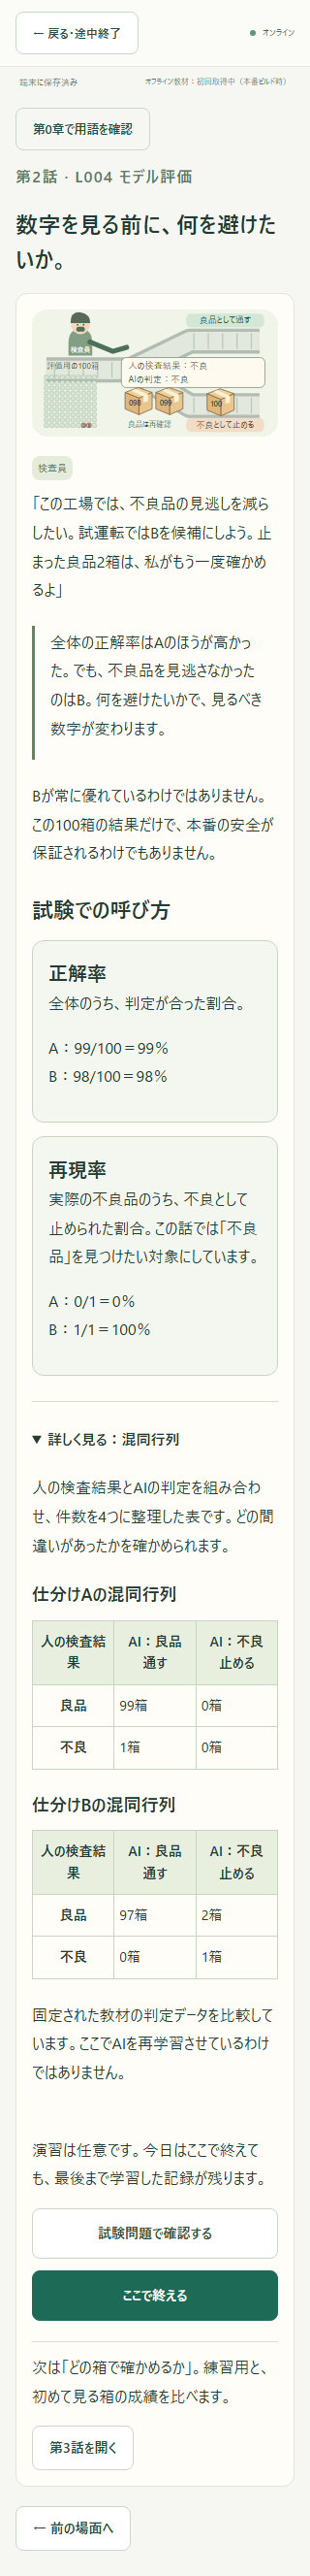 ← 戻る・途中終了
オンライン
端末に保存済み
オフライン教材：初回取得中（本番ビルド時）
第0章で用語を確認
第2話 · L004 モデル評価
数字を見る前に、何を避けた
いか。
良品として通す
検査員
評価用の100箱
人の検査結果：不良
AIの判定：不良
098
099
100
良品は再確認
不良として止める
検査員
「この工場では、不良品の見逃しを減ら
したい。試運転ではBを候補にしよう。止
まった良品2箱は、私がもう一度確かめ
るよ」
全体の正解率はAのほうが高かっ
た。でも、不良品を見逃さなかった
のはB。何を避けたいかで、見るべき
数字が変わります。
Bが常に優れているわけではありません。
この100箱の結果だけで、本番の安全が
保証されるわけでもありません。
試験での呼び方
正解率
全体のうち、判定が合った割合。
A：99/100＝99％
B：98/100＝98％
再現率
実際の不良品のうち、不良として
止められた割合。この話では「不良
品」を見つけたい対象にしています。
A：0/1＝0％
B：1/1＝100％
▼ 詳しく見る：混同行列
人の検査結果とAIの判定を組み合わ
せ、件数を4つに整理した表です。どの間
違いがあったかを確かめられます。
仕分けAの混同行列
人の検査結果 AI：良品 通す AI：不良 止める
良品 99箱 0箱
不良 1箱 0箱
仕分けBの混同行列
人の検査結果 AI：良品 通す AI：不良 止める
良品 97箱 2箱
不良 0箱 1箱
固定された教材の判定データを比較して
います。ここでAIを再学習させているわけ
ではありません。
演習は任意です。今日はここで終えて
も、最後まで学習した記録が残ります。
試験問題で確認する
ここで終える
次は「どの箱で確かめるか」。練習用と、
初めて見る箱の成績を比べます。
第3話を開く
← 前の場面へ